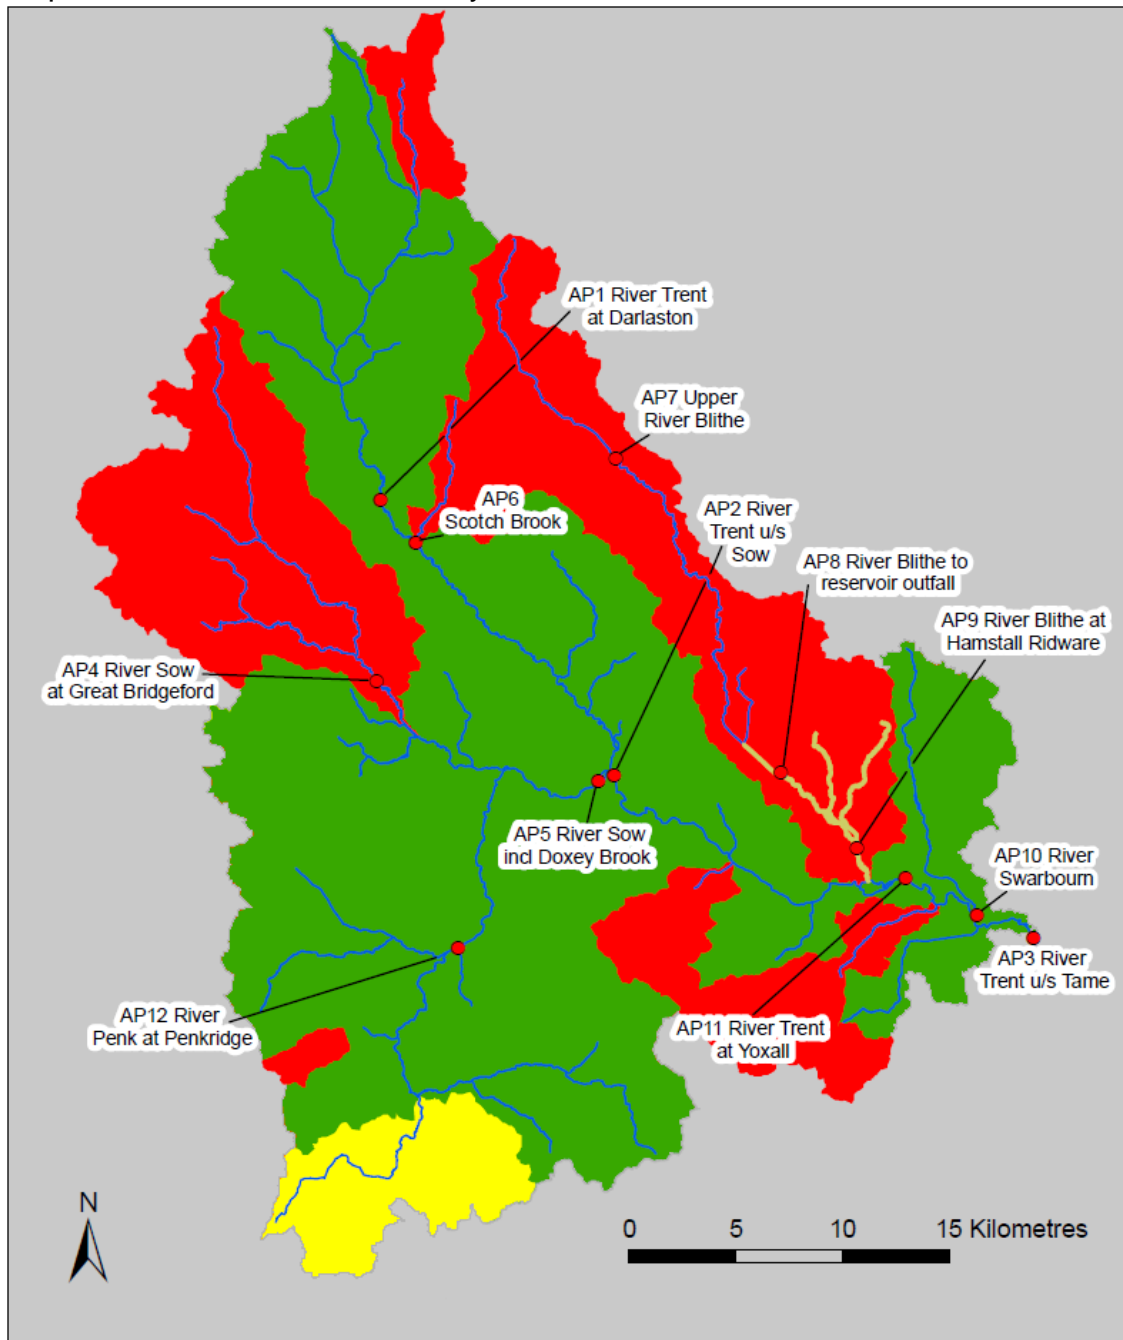 AP1 River Trent
at Darlaston
AP7 Upper
River Blithe
AP6
Scotch Brook
AP2 River
Trent u/s
Sow
AP8 River Blithe to
reservoir outfall
AP9 River Blithe at
Hamstall Ridware
AP4 River Sow
at Great Bridgeford
AP5 River Sow
incl Doxey Brook
AP10 River
Swarbourn
AP3 River
Trent u/s Tame
AP12 River
Penk at Penkridge
AP11 River Trent
at Yoxall
N
0 5 10 15 Kilometres